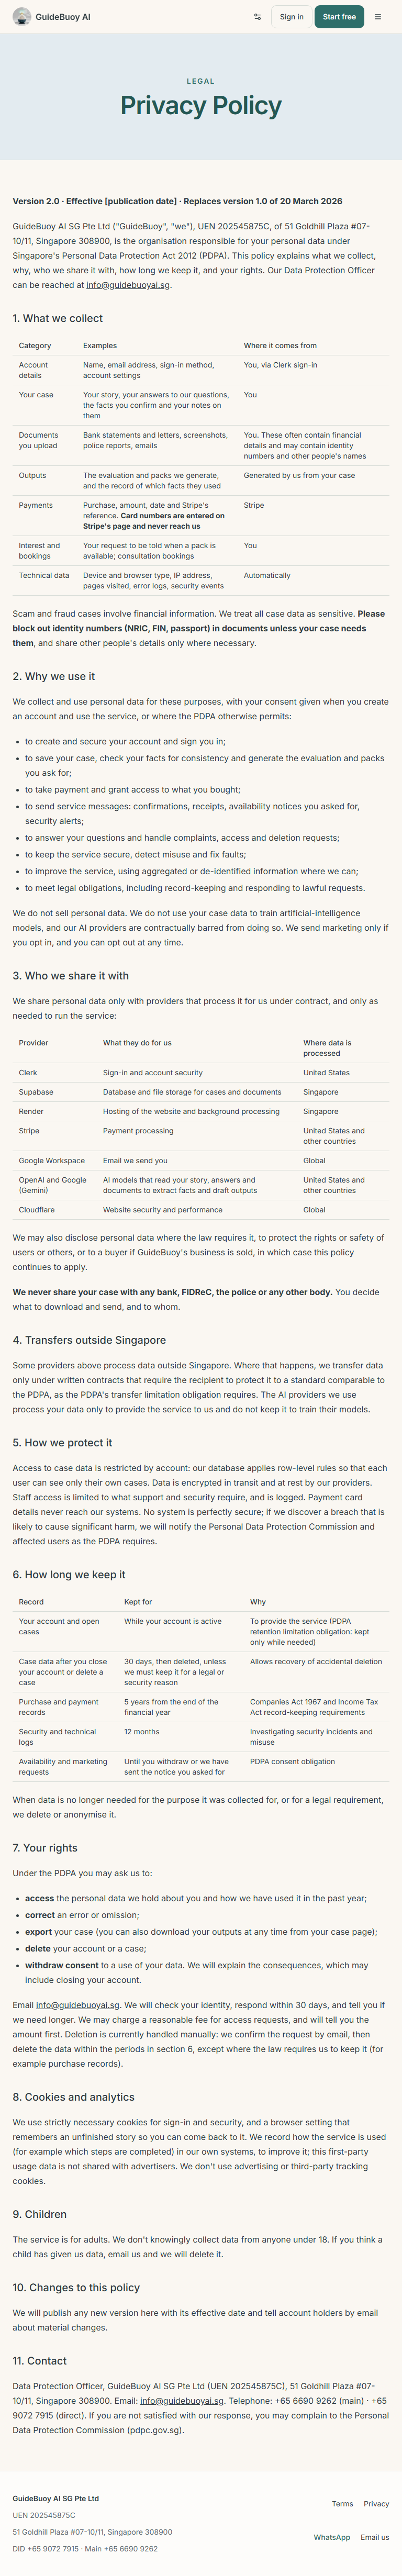 GuideBuoy AI
Sign in
Start free
LEGAL
Privacy Policy
Version 2.0 · Effective [publication date] · Replaces version 1.0 of 20 March 2026
GuideBuoy AI SG Pte Ltd ("GuideBuoy", "we"), UEN 202545875C, of 51 Goldhill Plaza #07-
10/11, Singapore 308900, is the organisation responsible for your personal data under
Singapore's Personal Data Protection Act 2012 (PDPA). This policy explains what we collect,
why, who we share it with, how long we keep it, and your rights. Our Data Protection Officer
can be reached at info@guidebuoyai.sg.
1. What we collect
Category Examples Where it comes from
Account Name, email address, sign-in method, You, via Clerk sign-in
details account settings
Your case Your story, your answers to our questions, You
the facts you confirm and your notes on
them
Documents Bank statements and letters, screenshots, You. These often contain financial
you upload police reports, emails details and may contain identity
numbers and other people's names
Outputs The evaluation and packs we generate, Generated by us from your case
and the record of which facts they used
Payments Purchase, amount, date and Stripe's Stripe
reference. Card numbers are entered on
Stripe's page and never reach us
Interest and Your request to be told when a pack is You
bookings available; consultation bookings
Technical data Device and browser type, IP address, Automatically
pages visited, error logs, security events
Scam and fraud cases involve financial information. We treat all case data as sensitive. Please
block out identity numbers (NRIC, FIN, passport) in documents unless your case needs
them, and share other people's details only where necessary.
2. Why we use it
We collect and use personal data for these purposes, with your consent given when you create
an account and use the service, or where the PDPA otherwise permits:
• to create and secure your account and sign you in;
• to save your case, check your facts for consistency and generate the evaluation and packs
you ask for;
• to take payment and grant access to what you bought;
• to send service messages: confirmations, receipts, availability notices you asked for,
security alerts;
• to answer your questions and handle complaints, access and deletion requests;
• to keep the service secure, detect misuse and fix faults;
• to improve the service, using aggregated or de-identified information where we can;
• to meet legal obligations, including record-keeping and responding to lawful requests.
We do not sell personal data. We do not use your case data to train artificial-intelligence
models, and our AI providers are contractually barred from doing so. We send marketing only if
you opt in, and you can opt out at any time.
3. Who we share it with
We share personal data only with providers that process it for us under contract, and only as
needed to run the service:
Provider What they do for us Where data is
processed
Clerk Sign-in and account security United States
Supabase Database and file storage for cases and documents Singapore
Render Hosting of the website and background processing Singapore
Stripe Payment processing United States and
other countries
Google Workspace Email we send you Global
OpenAI and Google AI models that read your story, answers and United States and
(Gemini) documents to extract facts and draft outputs other countries
Cloudflare Website security and performance Global
We may also disclose personal data where the law requires it, to protect the rights or safety of
users or others, or to a buyer if GuideBuoy's business is sold, in which case this policy
continues to apply.
We never share your case with any bank, FIDReC, the police or any other body. You decide
what to download and send, and to whom.
4. Transfers outside Singapore
Some providers above process data outside Singapore. Where that happens, we transfer data
only under written contracts that require the recipient to protect it to a standard comparable to
the PDPA, as the PDPA's transfer limitation obligation requires. The AI providers we use
process your data only to provide the service to us and do not keep it to train their models.
5. How we protect it
Access to case data is restricted by account: our database applies row-level rules so that each
user can see only their own cases. Data is encrypted in transit and at rest by our providers.
Staff access is limited to what support and security require, and is logged. Payment card
details never reach our systems. No system is perfectly secure; if we discover a breach that is
likely to cause significant harm, we will notify the Personal Data Protection Commission and
affected users as the PDPA requires.
6. How long we keep it
Record Kept for Why
Your account and open While your account is active To provide the service (PDPA
cases retention limitation obligation: kept
only while needed)
Case data after you close 30 days, then deleted, unless Allows recovery of accidental deletion
your account or delete a we must keep it for a legal or
case security reason
Purchase and payment 5 years from the end of the Companies Act 1967 and Income Tax
records financial year Act record-keeping requirements
Security and technical 12 months Investigating security incidents and
logs misuse
Availability and marketing Until you withdraw or we have PDPA consent obligation
requests sent the notice you asked for
When data is no longer needed for the purpose it was collected for, or for a legal requirement,
we delete or anonymise it.
7. Your rights
Under the PDPA you may ask us to:
• access the personal data we hold about you and how we have used it in the past year;
• correct an error or omission;
• export your case (you can also download your outputs at any time from your case page);
• delete your account or a case;
• withdraw consent to a use of your data. We will explain the consequences, which may
include closing your account.
Email info@guidebuoyai.sg. We will check your identity, respond within 30 days, and tell you if
we need longer. We may charge a reasonable fee for access requests, and will tell you the
amount first. Deletion is currently handled manually: we confirm the request by email, then
delete the data within the periods in section 6, except where the law requires us to keep it (for
example purchase records).
8. Cookies and analytics
We use strictly necessary cookies for sign-in and security, and a browser setting that
remembers an unfinished story so you can come back to it. We record how the service is used
(for example which steps are completed) in our own systems, to improve it; this first-party
usage data is not shared with advertisers. We don't use advertising or third-party tracking
cookies.
9. Children
The service is for adults. We don't knowingly collect data from anyone under 18. If you think a
child has given us data, email us and we will delete it.
10. Changes to this policy
We will publish any new version here with its effective date and tell account holders by email
about material changes.
11. Contact
Data Protection Officer, GuideBuoy AI SG Pte Ltd (UEN 202545875C), 51 Goldhill Plaza #07-
10/11, Singapore 308900. Email: info@guidebuoyai.sg. Telephone: +65 6690 9262 (main) · +65
9072 7915 (direct). If you are not satisfied with our response, you may complain to the Personal
Data Protection Commission (pdpc.gov.sg).
GuideBuoy AI SG Pte Ltd
UEN 202545875C
51 Goldhill Plaza #07-10/11, Singapore 308900
DID +65 9072 7915 · Main +65 6690 9262
Terms Privacy
WhatsApp Email us